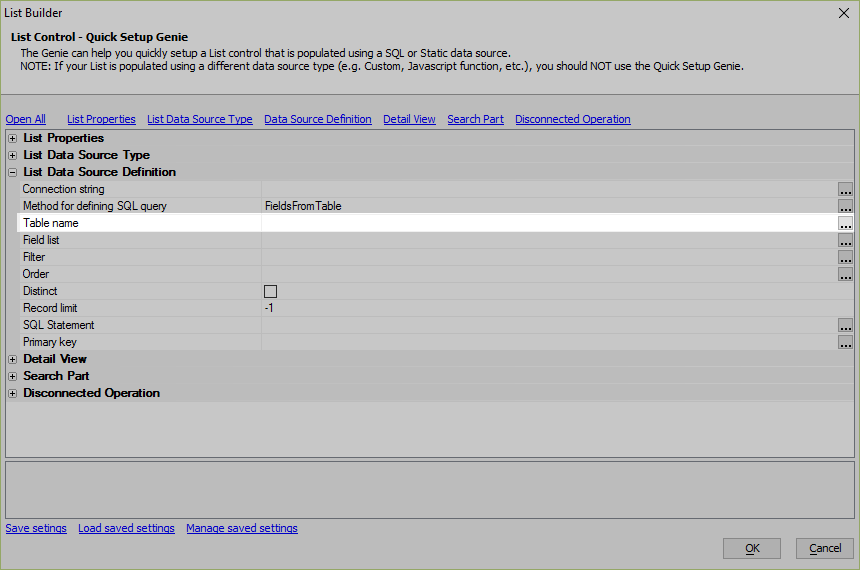 List Builder
List Control - Quick Setup Genie
The Genie can help you quickly setup a List control that is populated using a SQL or Static data source.
NOTE: If your List is populated using a different data source type (e.g. Custom, Javascript function, etc.), you should NOT use the Quick Setup Genie.
Open All List Properties List Data Source Type Data Source Definition Detail View Search Part Disconnected Operation
List Properties
List Data Source Type
List Data Source Definition
Connection string ...
Method for defining SQL query FieldsFromTable ...
Table name ...
Field list ...
Filter ...
Order ...
Distinct
Record limit -1
SQL Statement ...
Primary key ...
Detail View
Search Part
Disconnected Operation
Save setings Load saved settings Manage saved settings
OK Cancel